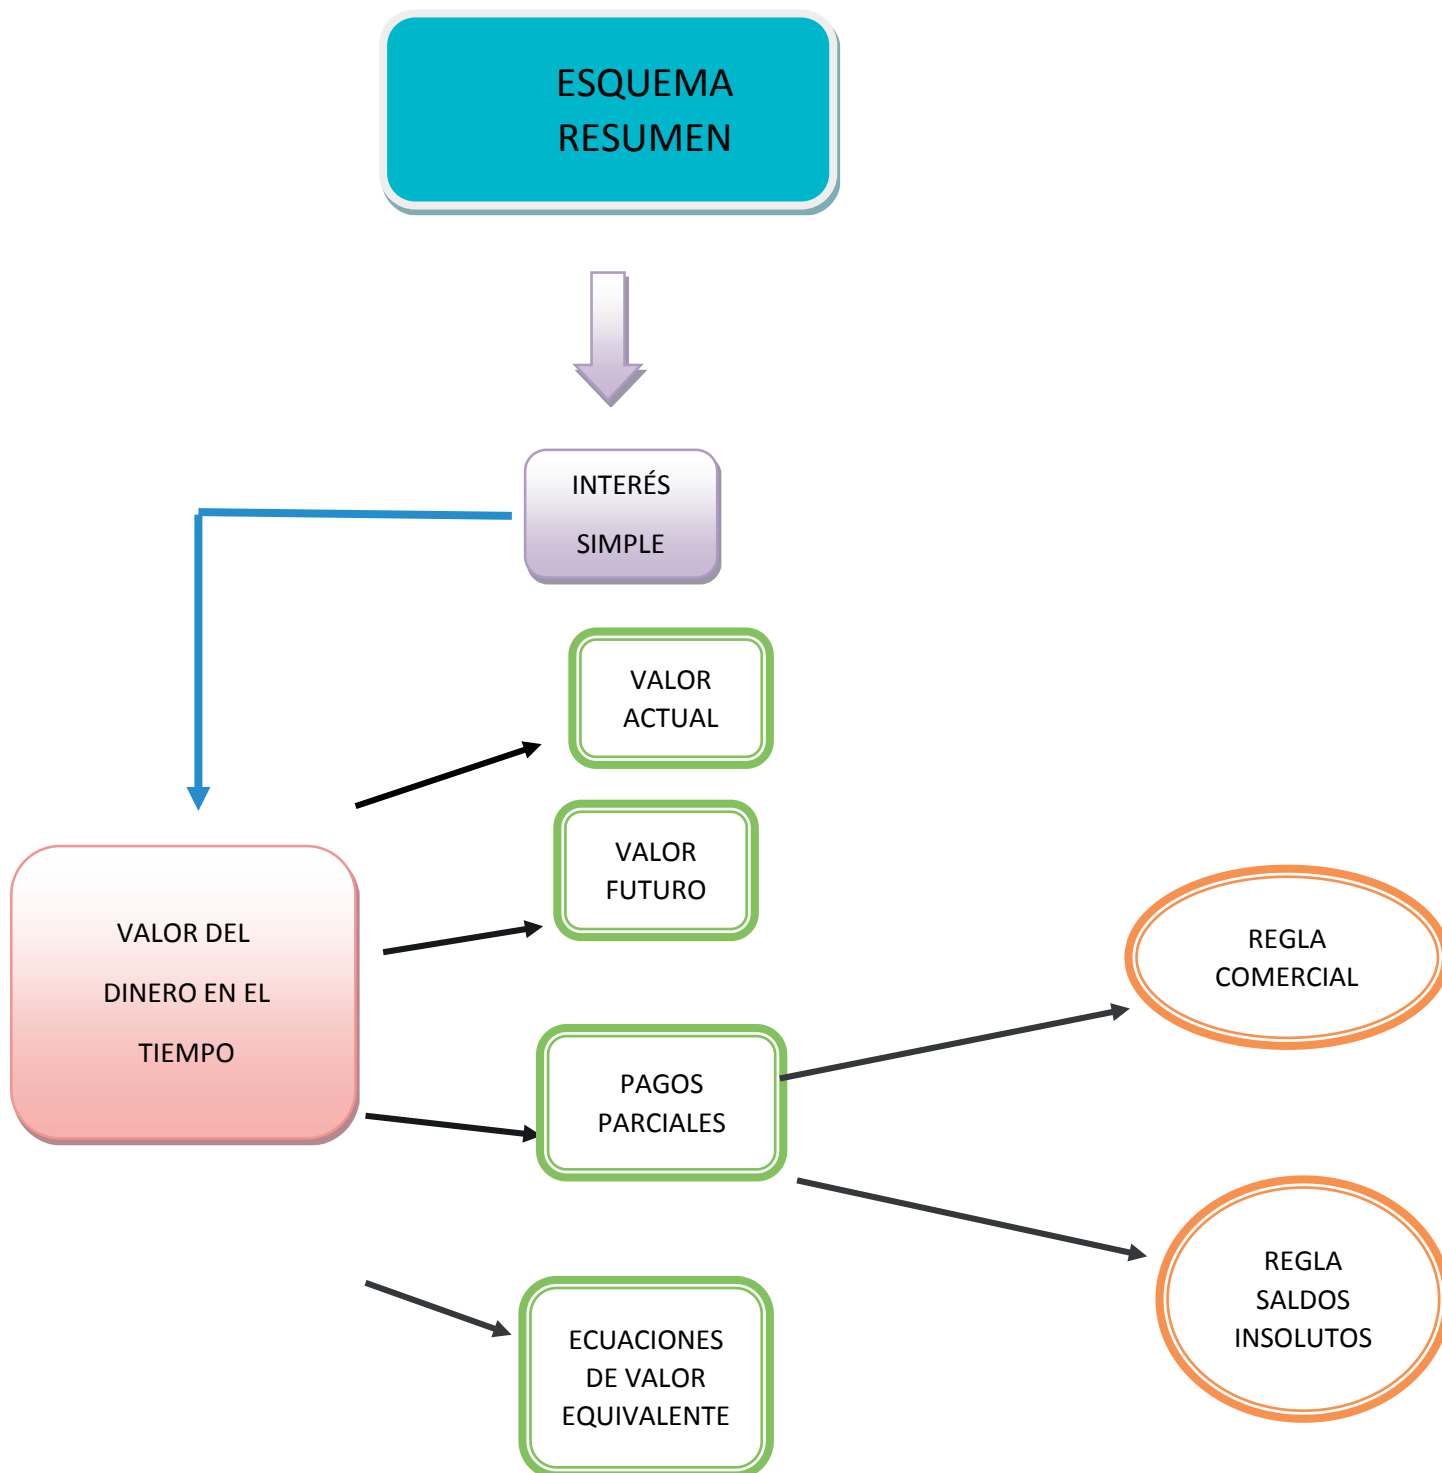 ESQUEMA
RESUMEN
INTERÉS
SIMPLE
VALOR
ACTUAL
VALOR
FUTURO
VALOR DEL
DINERO EN EL
TIEMPO
REGLA
COMERCIAL
PAGOS
PARCIALES
REGLA
SALDOS
INSOLUTOS
ECUACIONES
DE VALOR
EQUIVALENTE